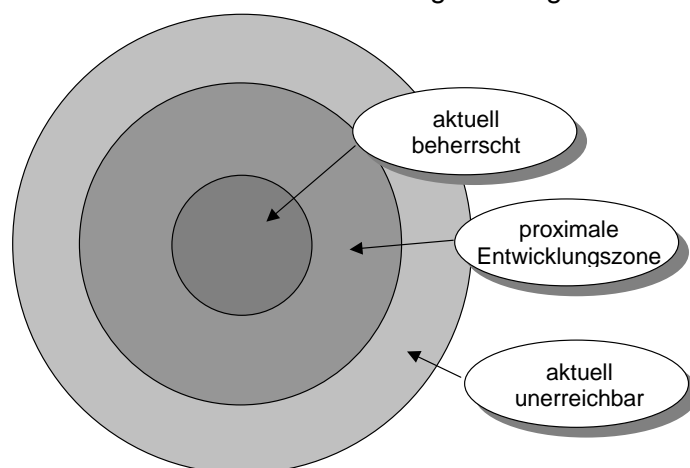 aktuell
beherrscht
proximale
Entwicklungszone
aktuell
unerreichbar